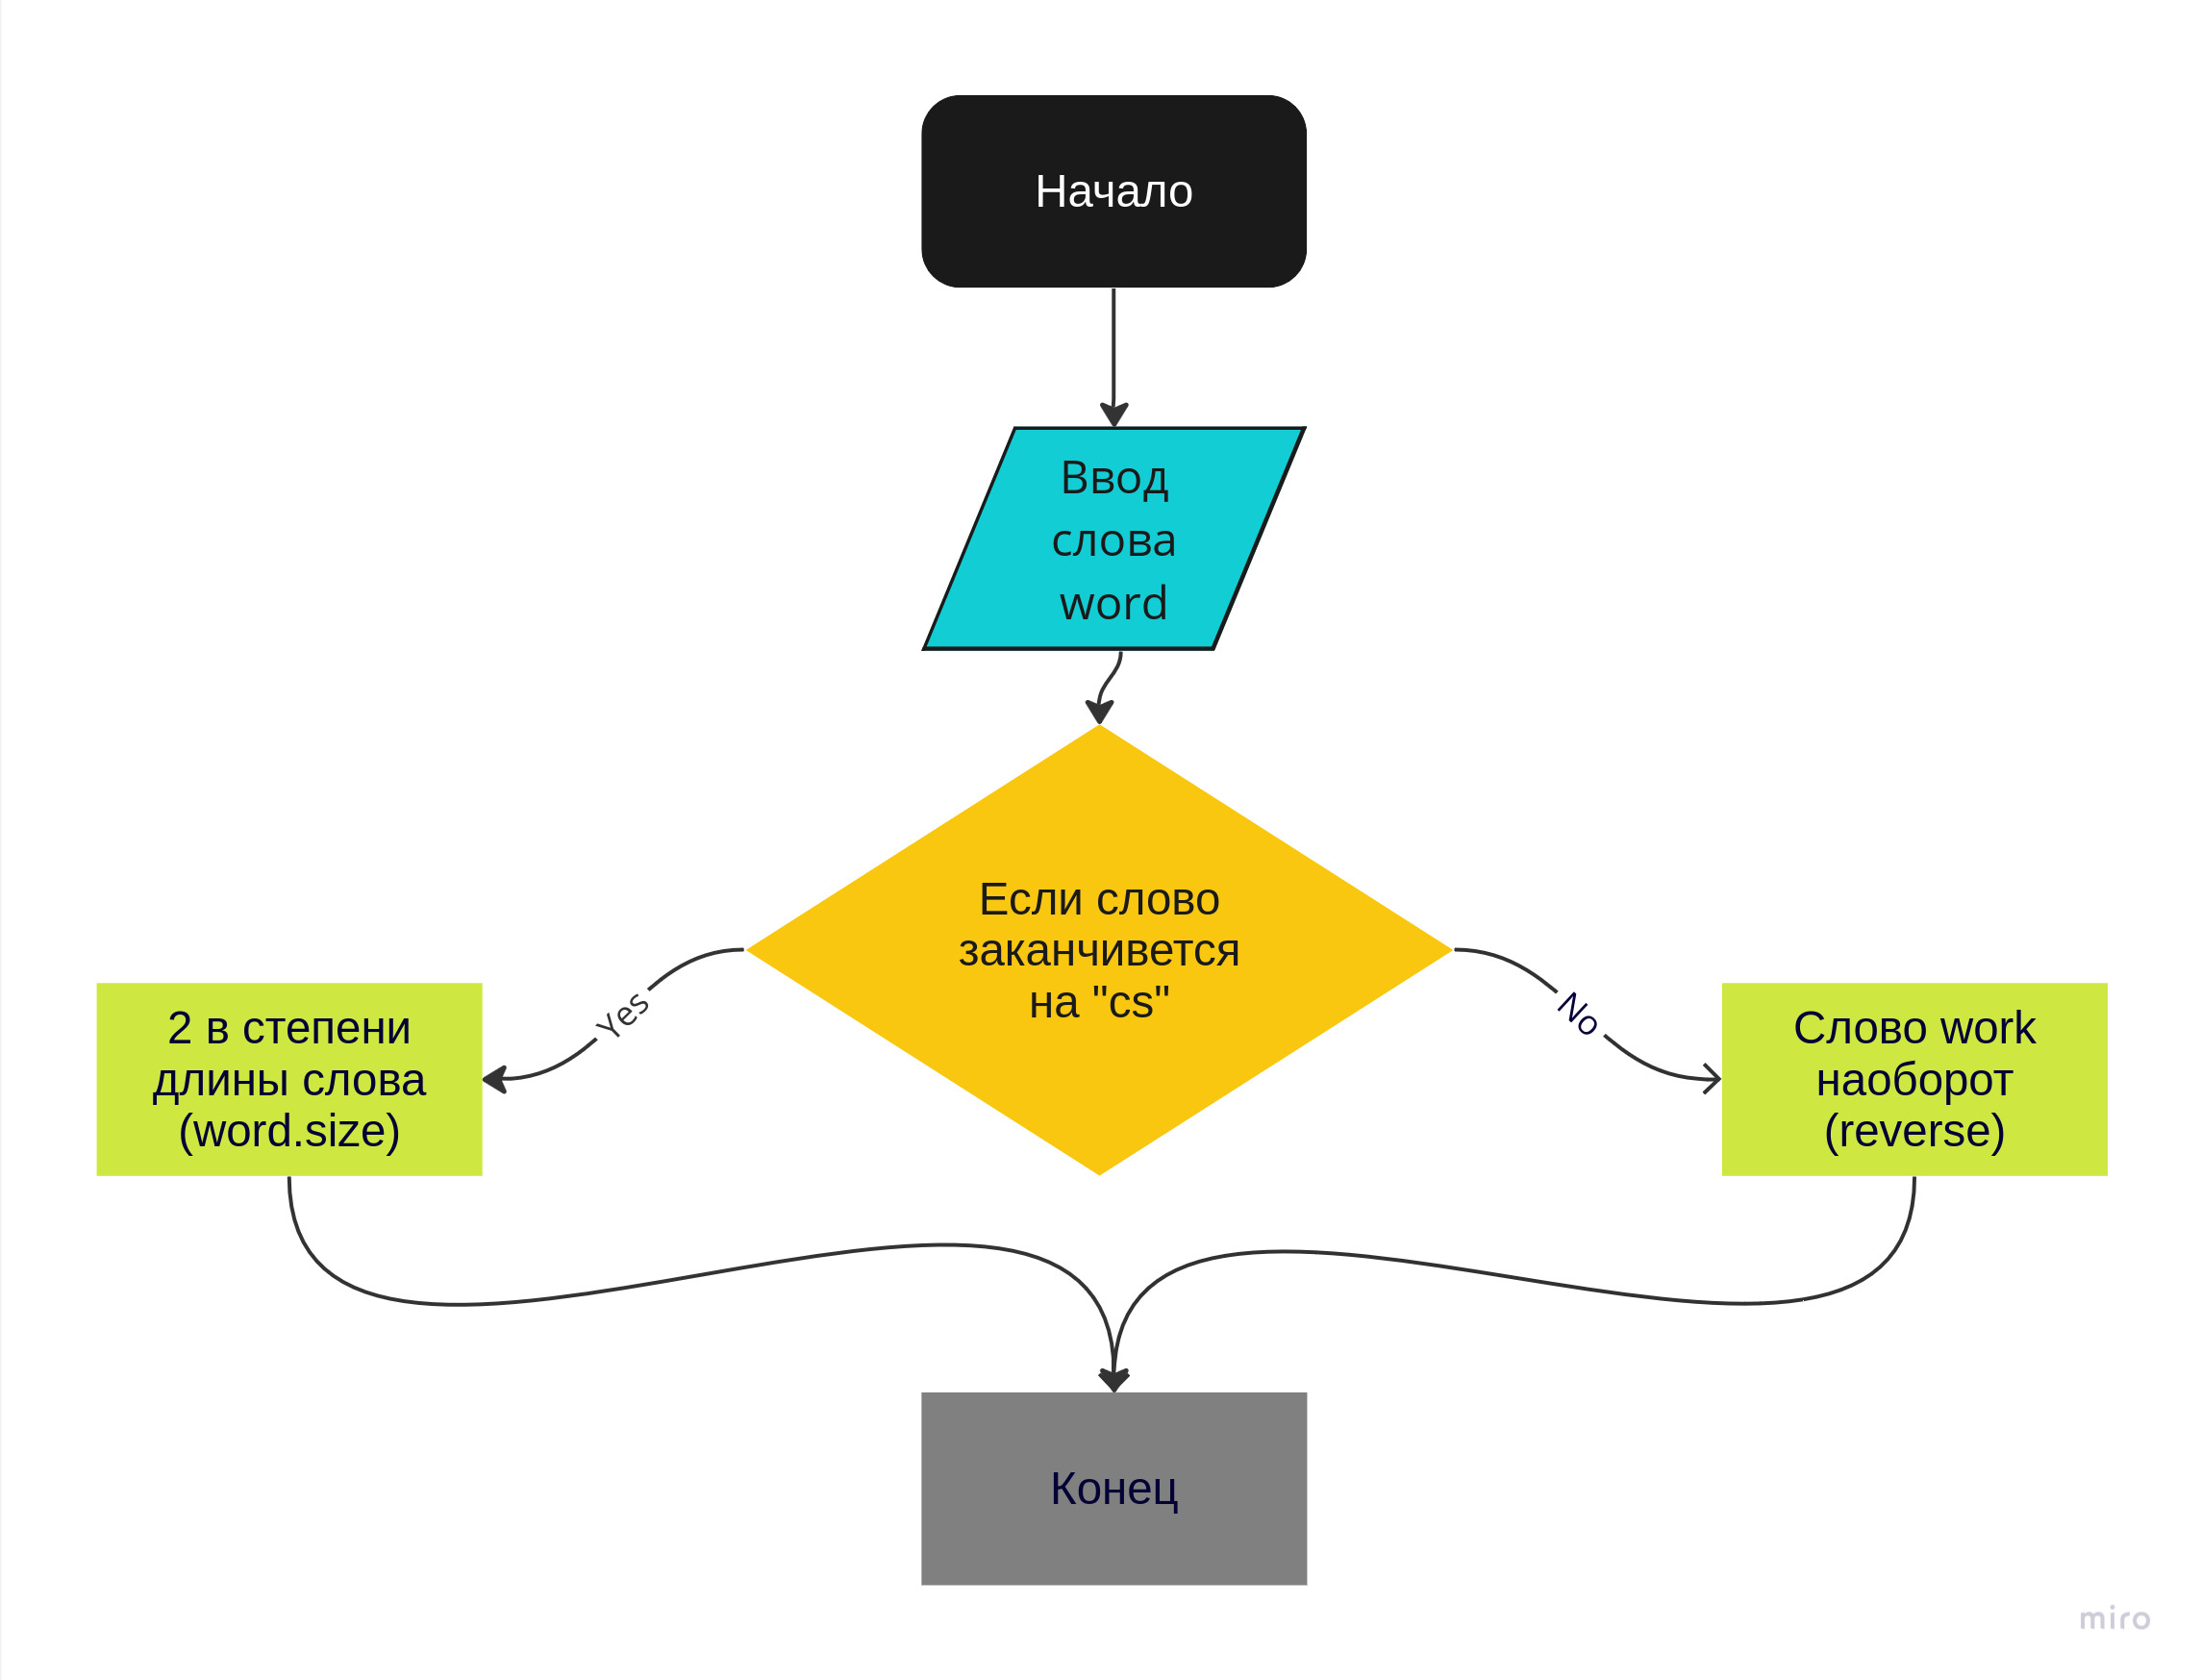 Начало
Ввод
слова
word
Если слово
заканчивется
на "cs"
Yes
No
2 в степени
длины слова
(word.size)
Слово work
наоборот
(reverse)
Конец
miro